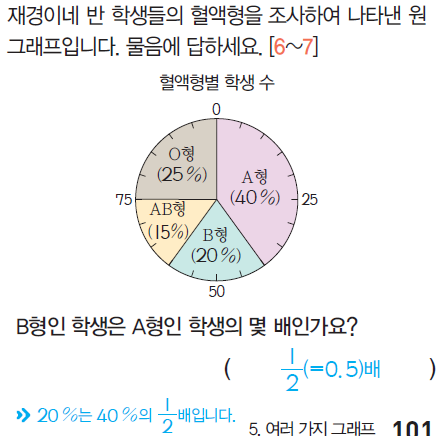 재경이네 반 학생들의 혈액형을 조사하여 나타낸 원
그래프입니다. 물음에 답하세요. [6~7]
혈액형별 학생 수
0
O형
(25%)
A형
(40%)
75
25
AB형
(15%)
B형
(20%)
50
B형인 학생은 A형인 학생의 몇 배인가요?
( 1/2(=0.5)배 )
» 20%는 40%의 1/2배입니다.
5. 여러 가지 그래프 101